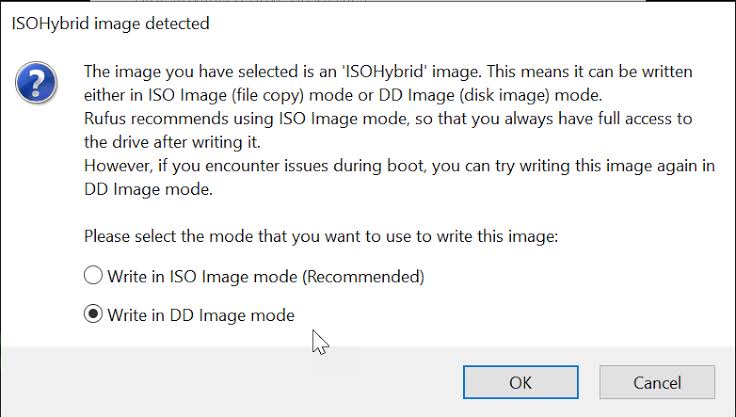 ISOHybrid image detected
The image you have selected is an 'ISOHybrid' image. This means it can be written
either in ISO Image (file copy) mode or DD Image (disk image) mode.
Rufus recommends using ISO Image mode, so that you always have full access to
the drive after writing it.
However, if you encounter issues during boot, you can try writing this image again in
DD Image mode.
Please select the mode that you want to use to write this image:
Write in ISO Image mode (Recommended)
Write in DD Image mode
OK
Cancel